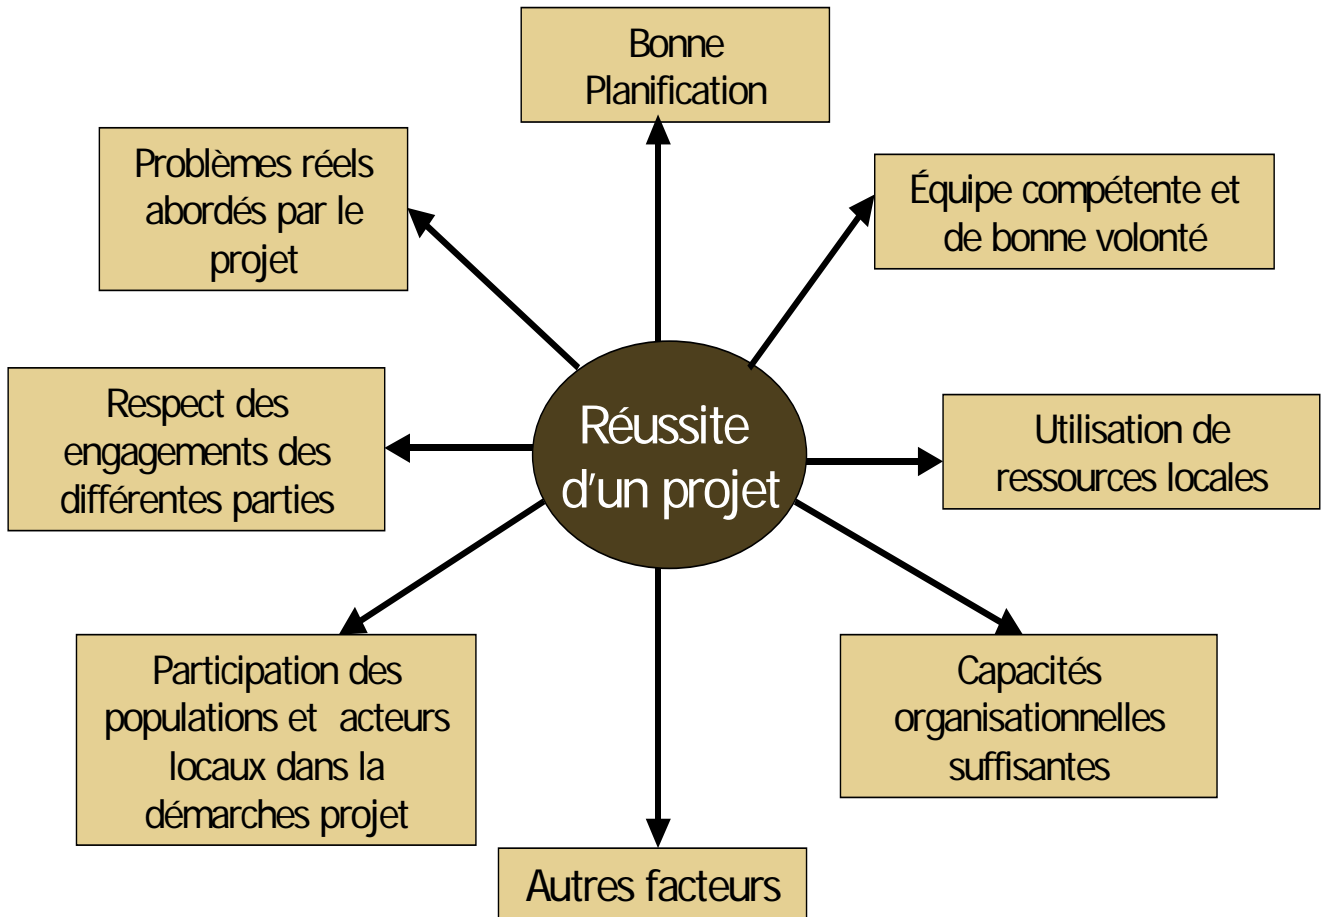 Bonne
Planification
Problèmes réels
abordés par le
projet
Équipe compétente et
de bonne volonté
Respect des
engagements des
différentes parties
Réussite
d'un projet
Utilisation de
ressources locales
Participation des
populations et acteurs
locaux dans la
démarches projet
Capacités
organisationnelles
suffisantes
Autres facteurs